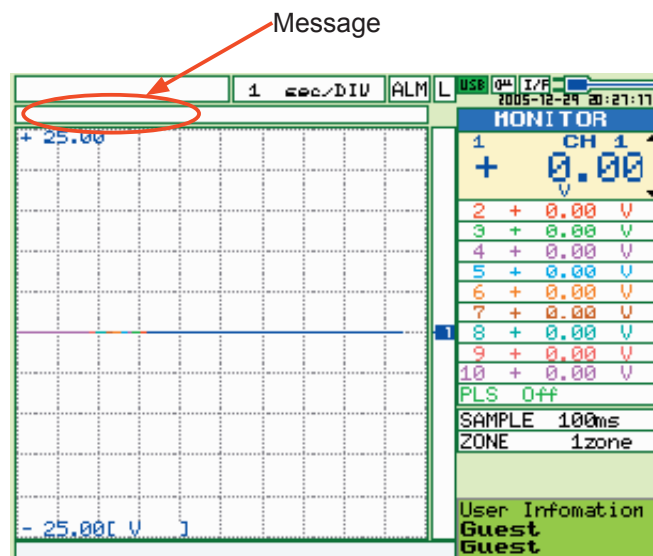 Message
1 sec/DIV ALM L USB I/F
2005-12-29 20:27:17
MONITOR
+ 25.00
1 CH 1
+ 0.00
V
2 + 0.00 V
3 + 0.00 V
4 + 0.00 V
5 + 0.00 V
6 + 0.00 V
7 + 0.00 V
1
8 + 0.00 V
9 + 0.00 V
10 + 0.00 V
PLS Off
SAMPLE 100ms
ZONE 1zone
- 25.00[ V ]
User Infomation
Guest
Guest